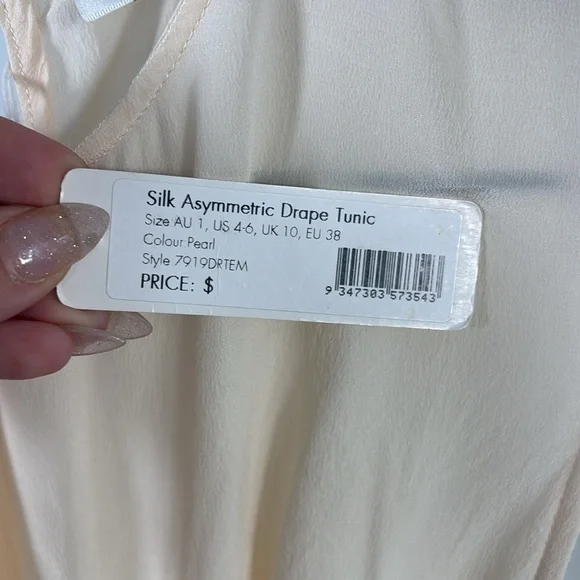 Silk Asymmetric Drape Tunic
Size AU 1, US 4-6, UK 10, EU 38
Colour Pearl
Style 7919DRTEM
PRICE: $
9 347303 573543